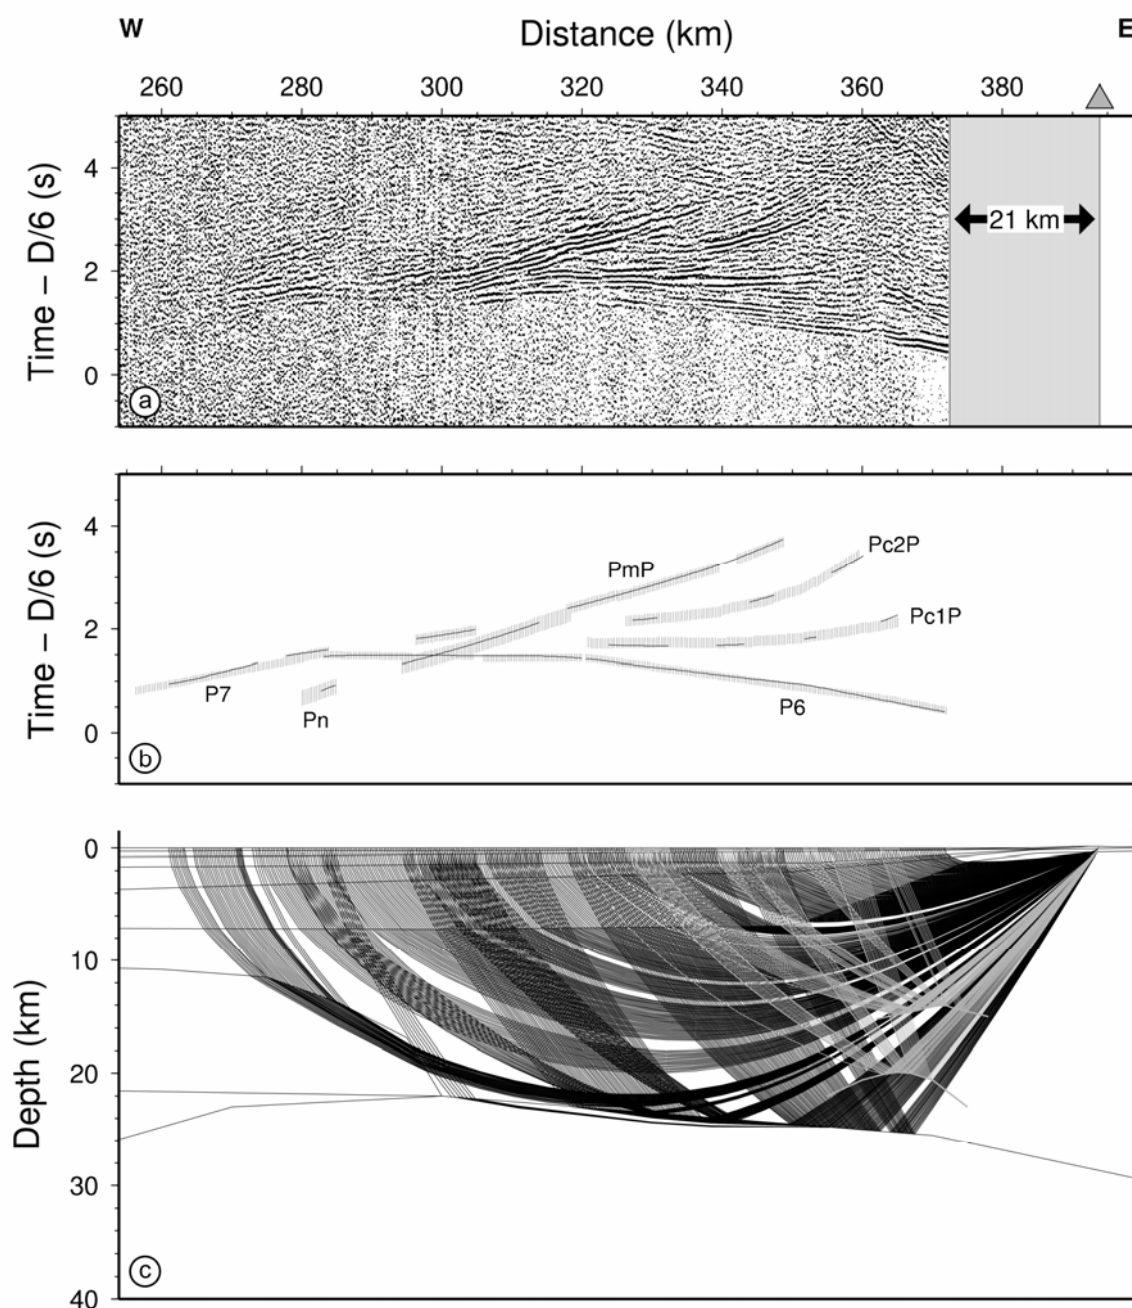 W Distance (km) E
260 280 300 320 340 360 380
Time – D/6 (s)
4
2
0
21 km
a
Time – D/6 (s)
4
2
0
Pc2P
PmP
Pc1P
P7
P6
Pn
b
Depth (km)
0
10
20
30
40
c